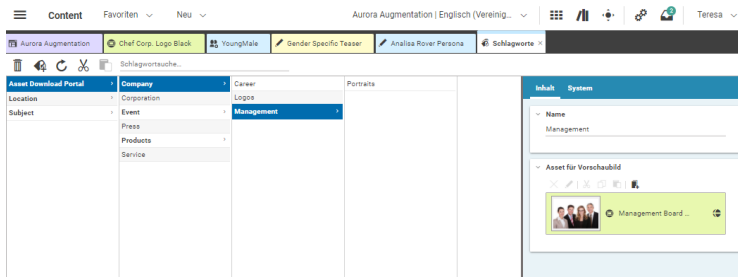 Content Favoriten Neu Aurora Augmentation | Englisch (Vereinig... 2 Teresa
Aurora Augmentation Chef Corp. Logo Black YoungMale Gender Specific Teaser Analisa Rover Persona Schlagworte ×
Schlagwortsuche...
Asset Download Portal Company Career Portraits
Location Corporation Logos
Subject Event Management
Press
Products
Service
Inhalt System
Name
Management
Asset für Vorschaubild
Management Board ...